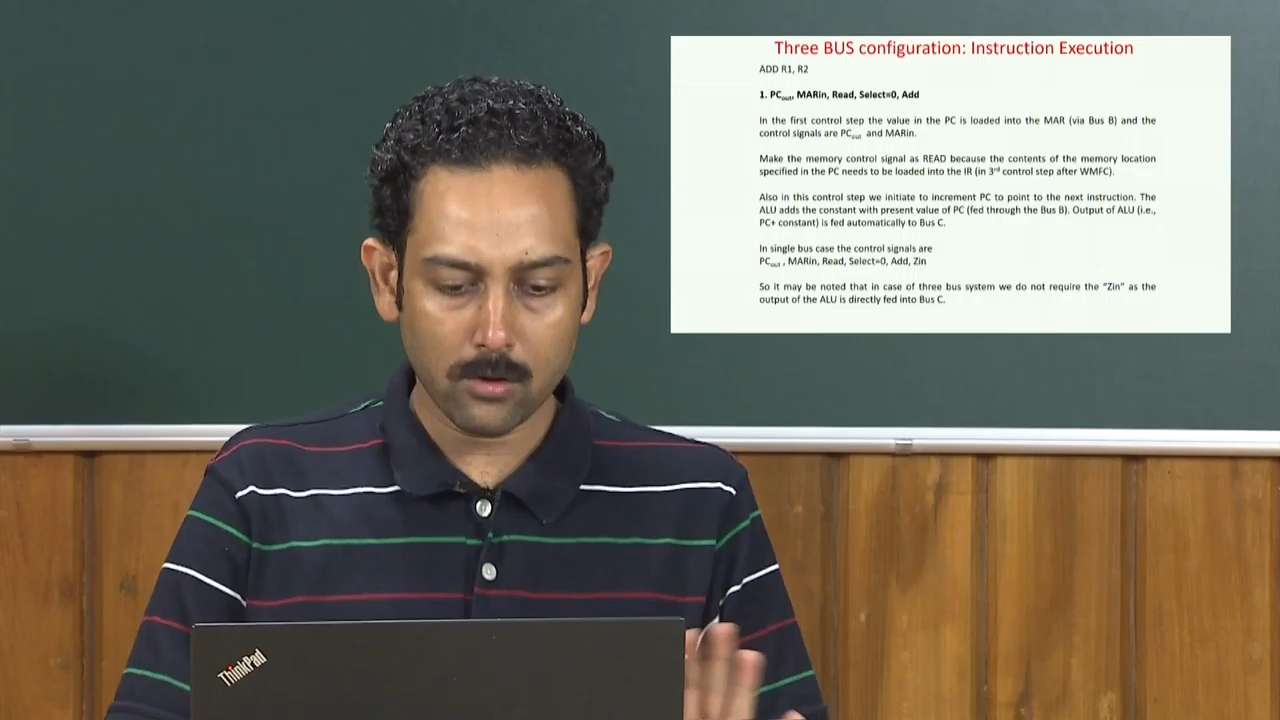 Three BUS configuration: Instruction Execution
ADD R1, R2
1. PCout, MARin, Read, Select=0, Add
In the first control step the value in the PC is loaded into the MAR (via Bus B) and the
control signals are PCout and MARin.
Make the memory control signal as READ because the contents of the memory location
specified in the PC needs to be loaded into the IR (in 3rd control step after WMFC).
Also in this control step we initiate to increment PC to point to the next instruction. The
ALU adds the constant with present value of PC (fed through the Bus B). Output of ALU (i.e.,
PC+ constant) is fed automatically to Bus C.
In single bus case the control signals are
PCout , MARin, Read, Select=0, Add, Zin
So it may be noted that in case of three bus system we do not require the “Zin” as the
output of the ALU is directly fed into Bus C.
ThinkPad